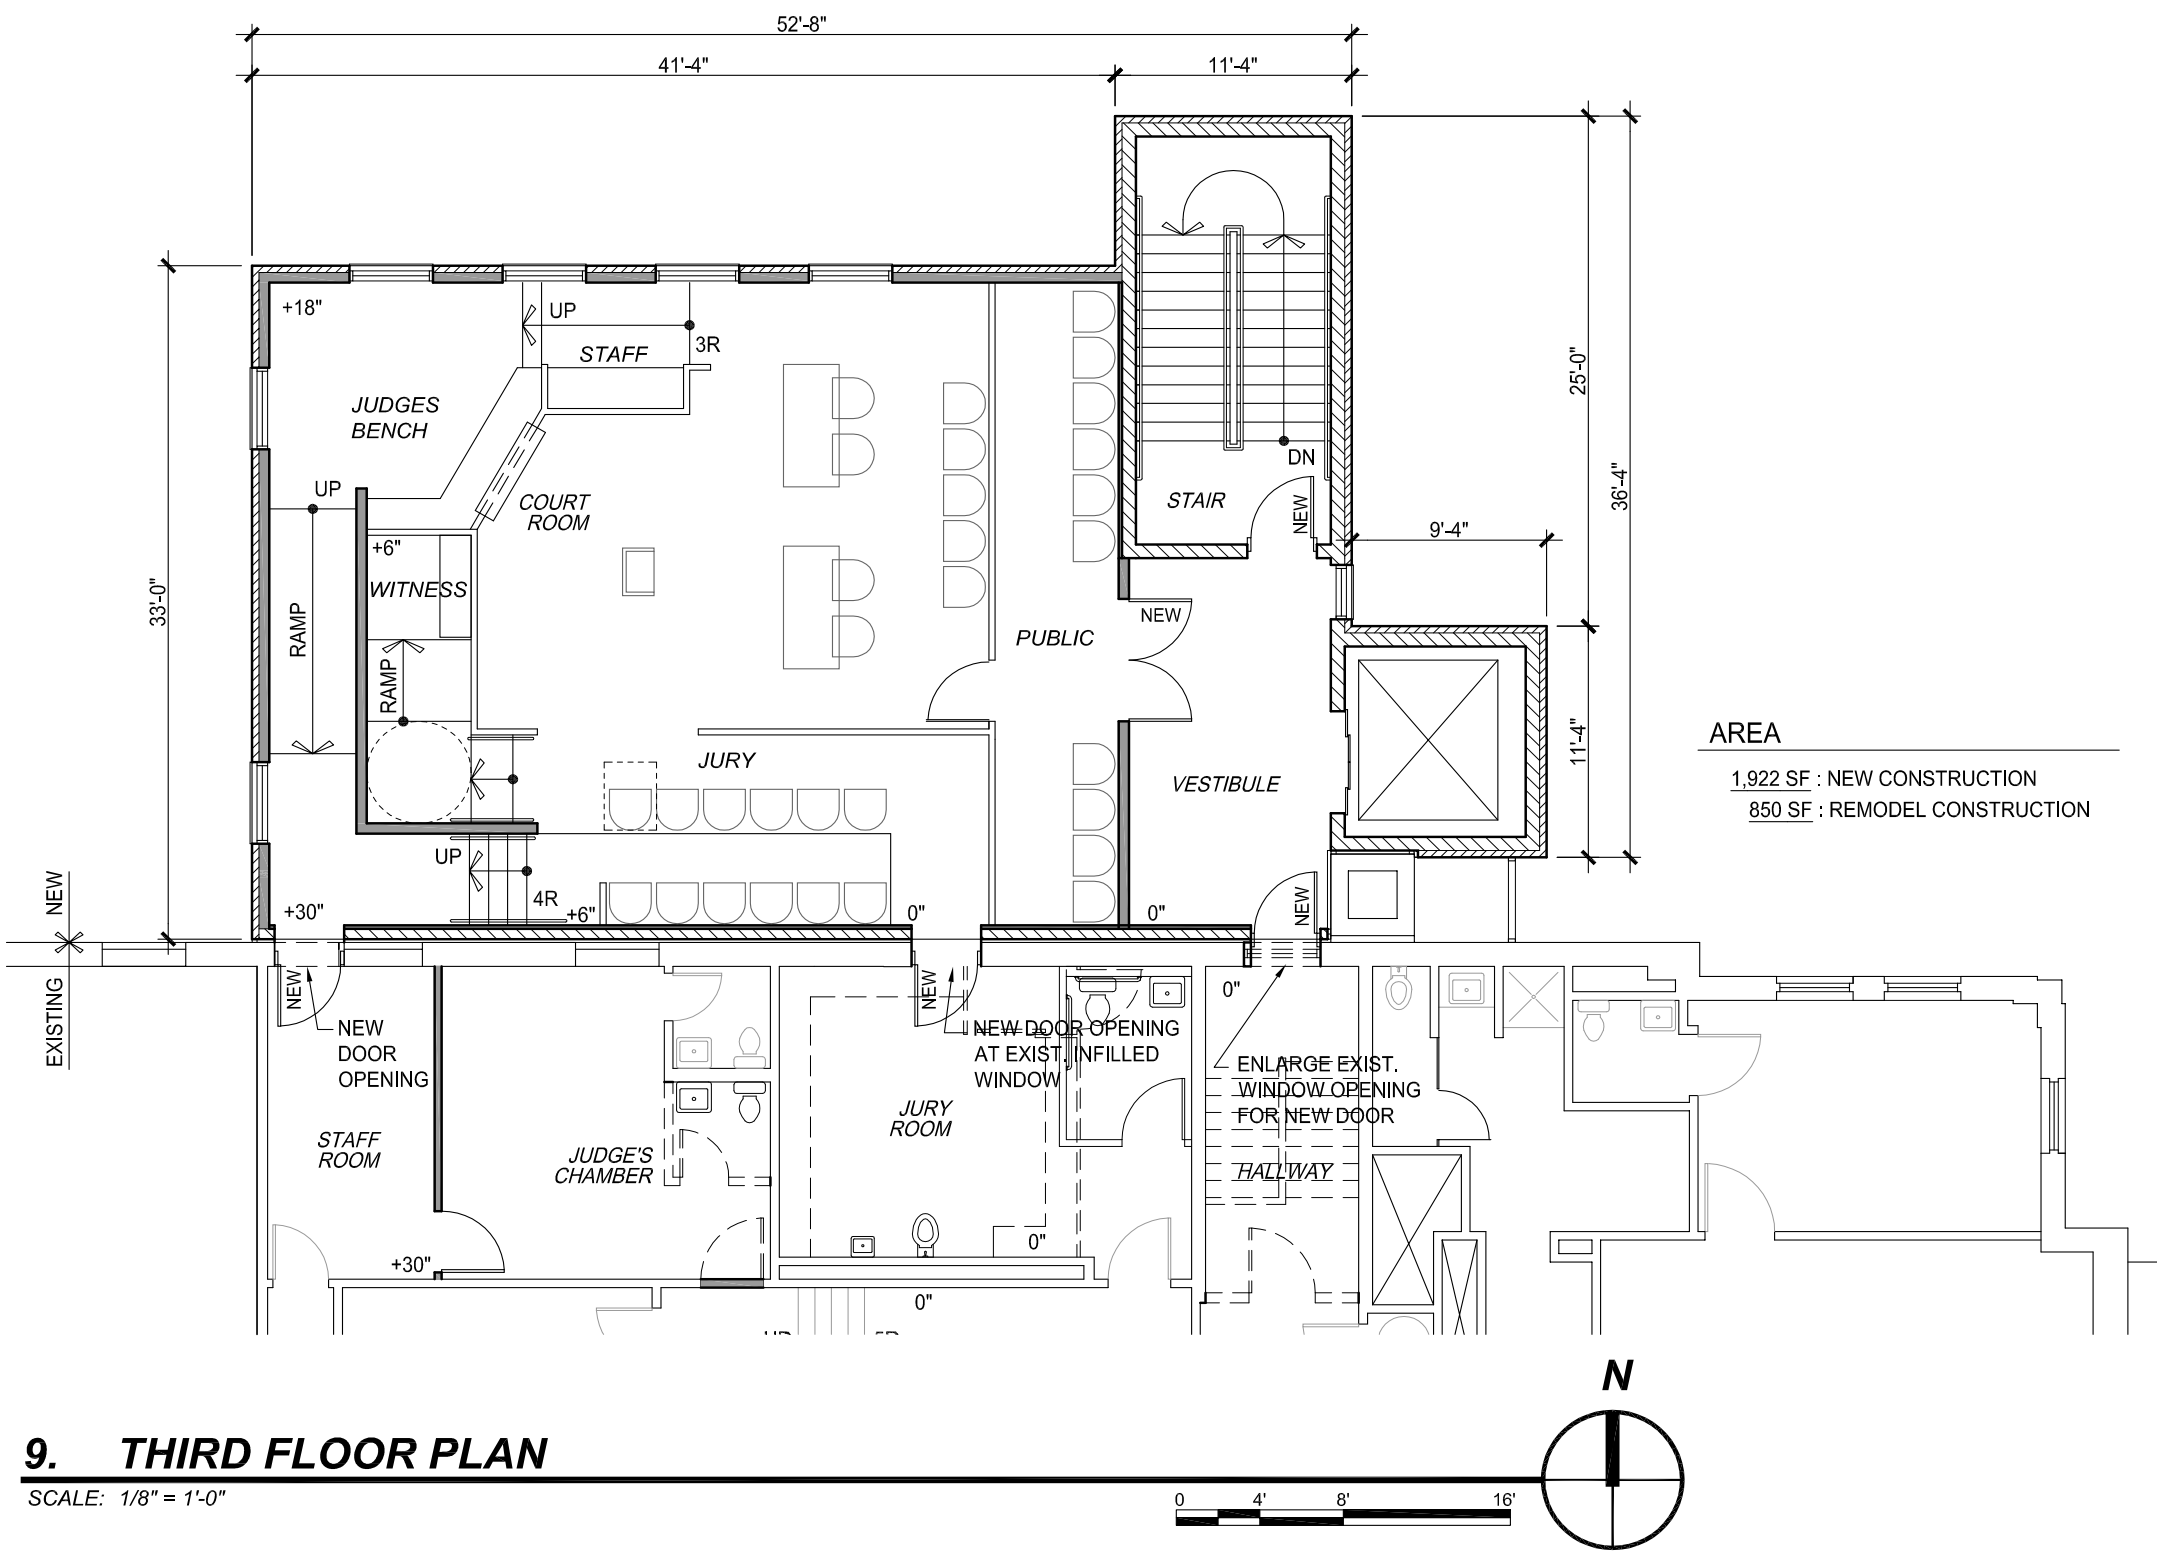 52'-8"
41'-4"
11'-4"
+18"
UP
STAFF
3R
JUDGES
BENCH
25'-0"
36'-4"
DN
STAIR
NEW
UP
COURT
ROOM
9'-4"
+6"
WITNESS
33'-0"
RAMP
NEW
PUBLIC
RAMP
AREA
JURY
VESTIBULE
11'-4"
1,922 SF : NEW CONSTRUCTION
850 SF : REMODEL CONSTRUCTION
UP
4R
NEW
NEW
+30"
+6"
0"
0"
EXISTING
NEW
NEW
0"
NEW
DOOR
OPENING
NEW DOOR OPENING
AT EXIST. INFILLED
WINDOW
ENLARGE EXIST.
WINDOW OPENING
FOR NEW DOOR
JURY
ROOM
STAFF
ROOM
JUDGE'S
CHAMBER
HALLWAY
+30"
0"
0"
N
9. THIRD FLOOR PLAN
SCALE: 1/8" = 1'-0"
0 4' 8' 16'